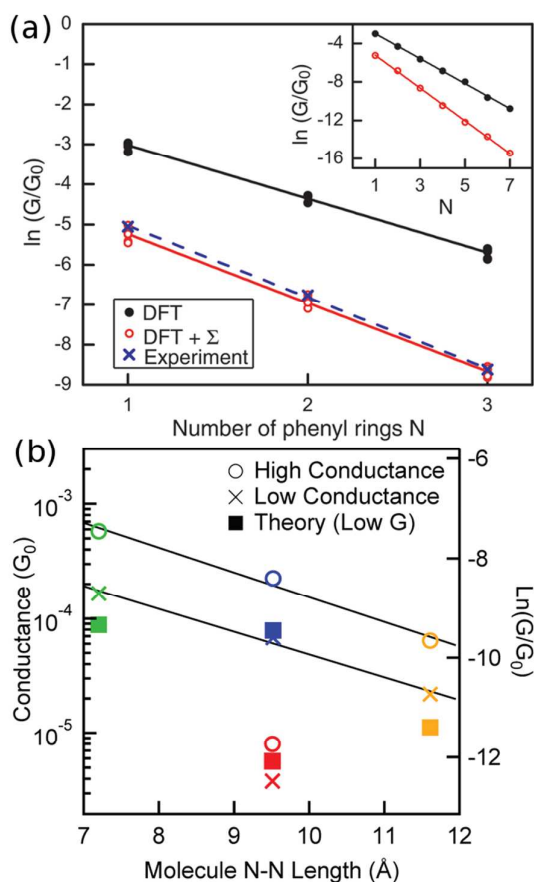 (a)
0
-1
-2
-3
-4
-5
-6
-7
-8
-9
ln (G/G₀)
DFT
DFT + Σ
Experiment
1 2 3
Number of phenyl rings N
-4
-8
-12
-16
ln (G/G₀)
1 3 5 7
N
(b)
High Conductance
Low Conductance
Theory (Low G)
10⁻³
10⁻⁴
10⁻⁵
Conductance (G₀)
-6
-8
-10
-12
Ln(G/G₀)
7 8 9 10 11 12
Molecule N-N Length (Å)